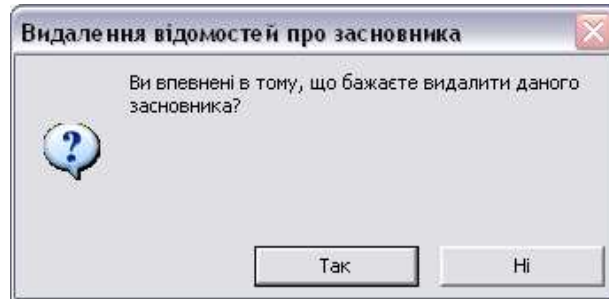 Видалення відомостей про засновника
Ви впевнені в тому, що бажаєте видалити даного
засновника?
Так
Ні